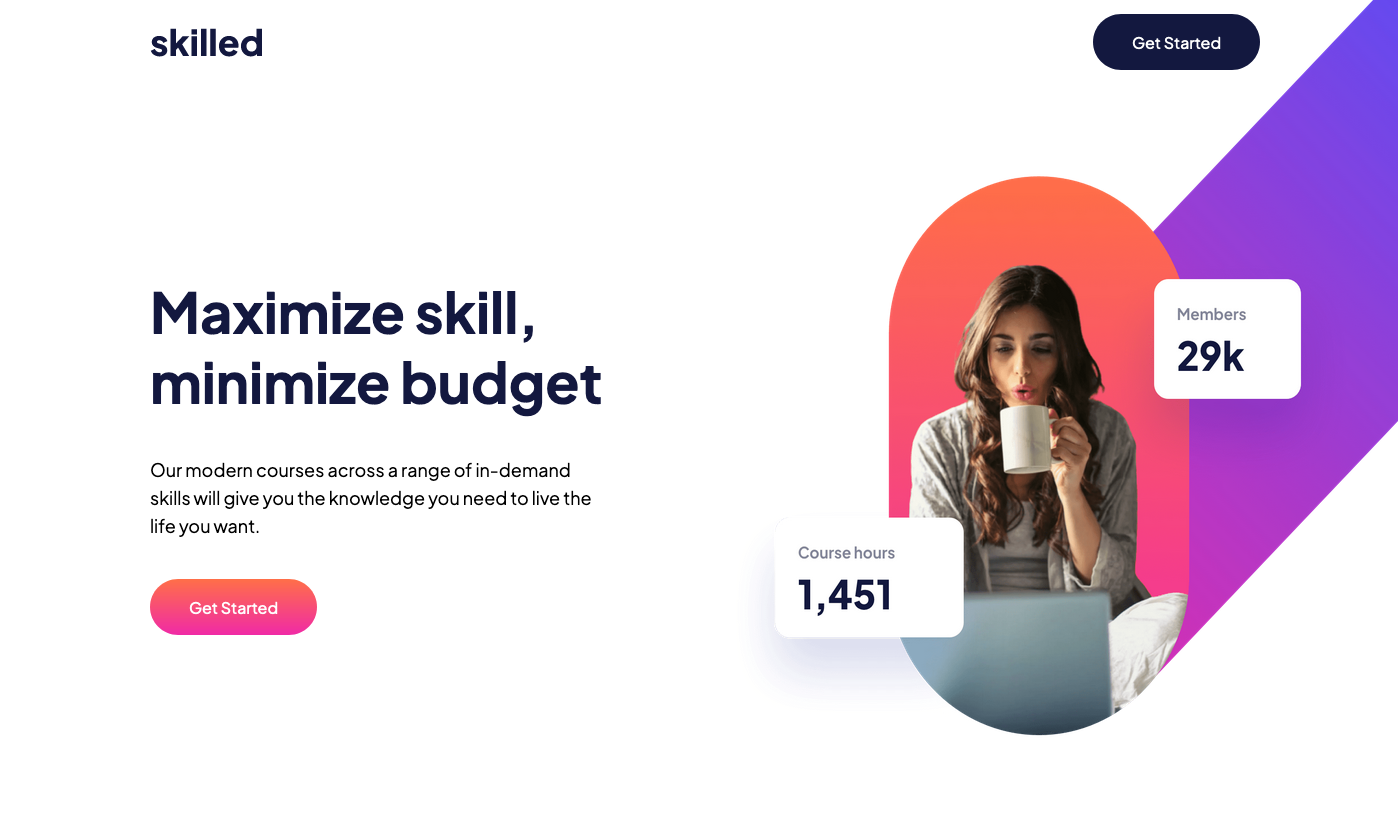 skilled
Get Started
Maximize skill,
minimize budget
Our modern courses across a range of in-demand
skills will give you the knowledge you need to live the
life you want.
Get Started
Members
29k
Course hours
1,451